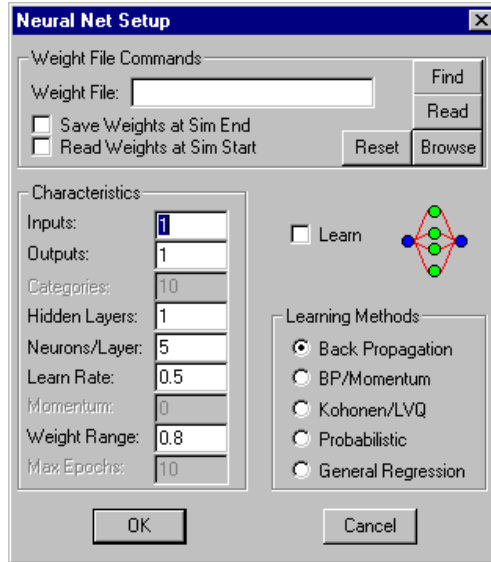 Neural Net Setup
Weight File Commands
Weight File:
Find
Read
Save Weights at Sim End
Read Weights at Sim Start
Reset
Browse
Characteristics
Inputs: 1
Outputs: 1
Categories: 10
Hidden Layers: 1
Neurons/Layer: 5
Learn Rate: 0.5
Momentum: 0
Weight Range: 0.8
Max Epochs: 10
Learn
Learning Methods
Back Propagation
BP/Momentum
Kohonen/LVQ
Probabilistic
General Regression
OK
Cancel